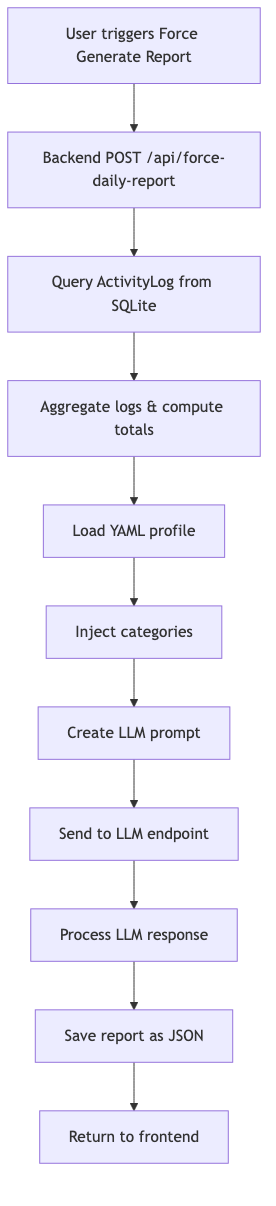 User triggers Force
Generate Report
Backend POST /api/force-
daily-report
Query ActivityLog from
SQLite
Aggregate logs & compute
totals
Load YAML profile
Inject categories
Create LLM prompt
Send to LLM endpoint
Process LLM response
Save report as JSON
Return to frontend